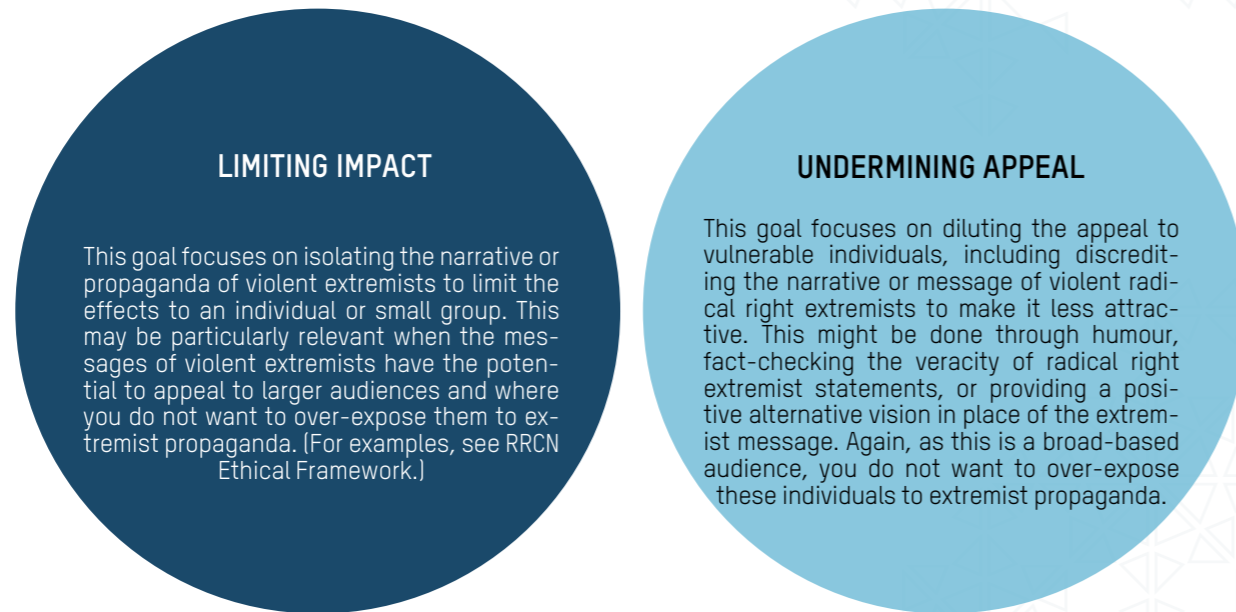 LIMITING IMPACT
This goal focuses on isolating the narrative or
propaganda of violent extremists to limit the
effects to an individual or small group. This
may be particularly relevant when the mes-
sages of violent extremists have the poten-
tial to appeal to larger audiences and where
you do not want to over-expose them to ex-
tremist propaganda. (For examples, see RRCN
Ethical Framework.)
UNDERMINING APPEAL
This goal focuses on diluting the appeal to
vulnerable individuals, including discredit-
ing the narrative or message of violent radi-
cal right extremists to make it less attrac-
tive. This might be done through humour,
fact-checking the veracity of radical right
extremist statements, or providing a posi-
tive alternative vision in place of the extrem-
ist message. Again, as this is a broad-based
audience, you do not want to over-expose
these individuals to extremist propaganda.